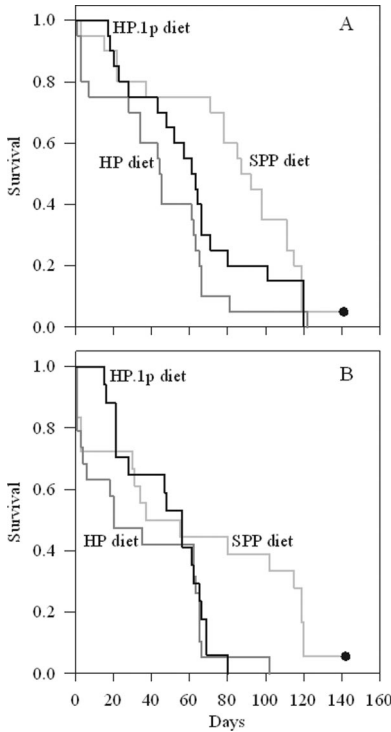 1.0
HP.1p diet
A
0.8
0.6
HP diet
SPP diet
Survival
0.4
0.2
0.0
1.0
HP.1p diet
B
0.8
0.6
Survival
0.4
HP diet
SPP diet
0.2
0.0
0 20 40 60 80 100 120 140 160
Days